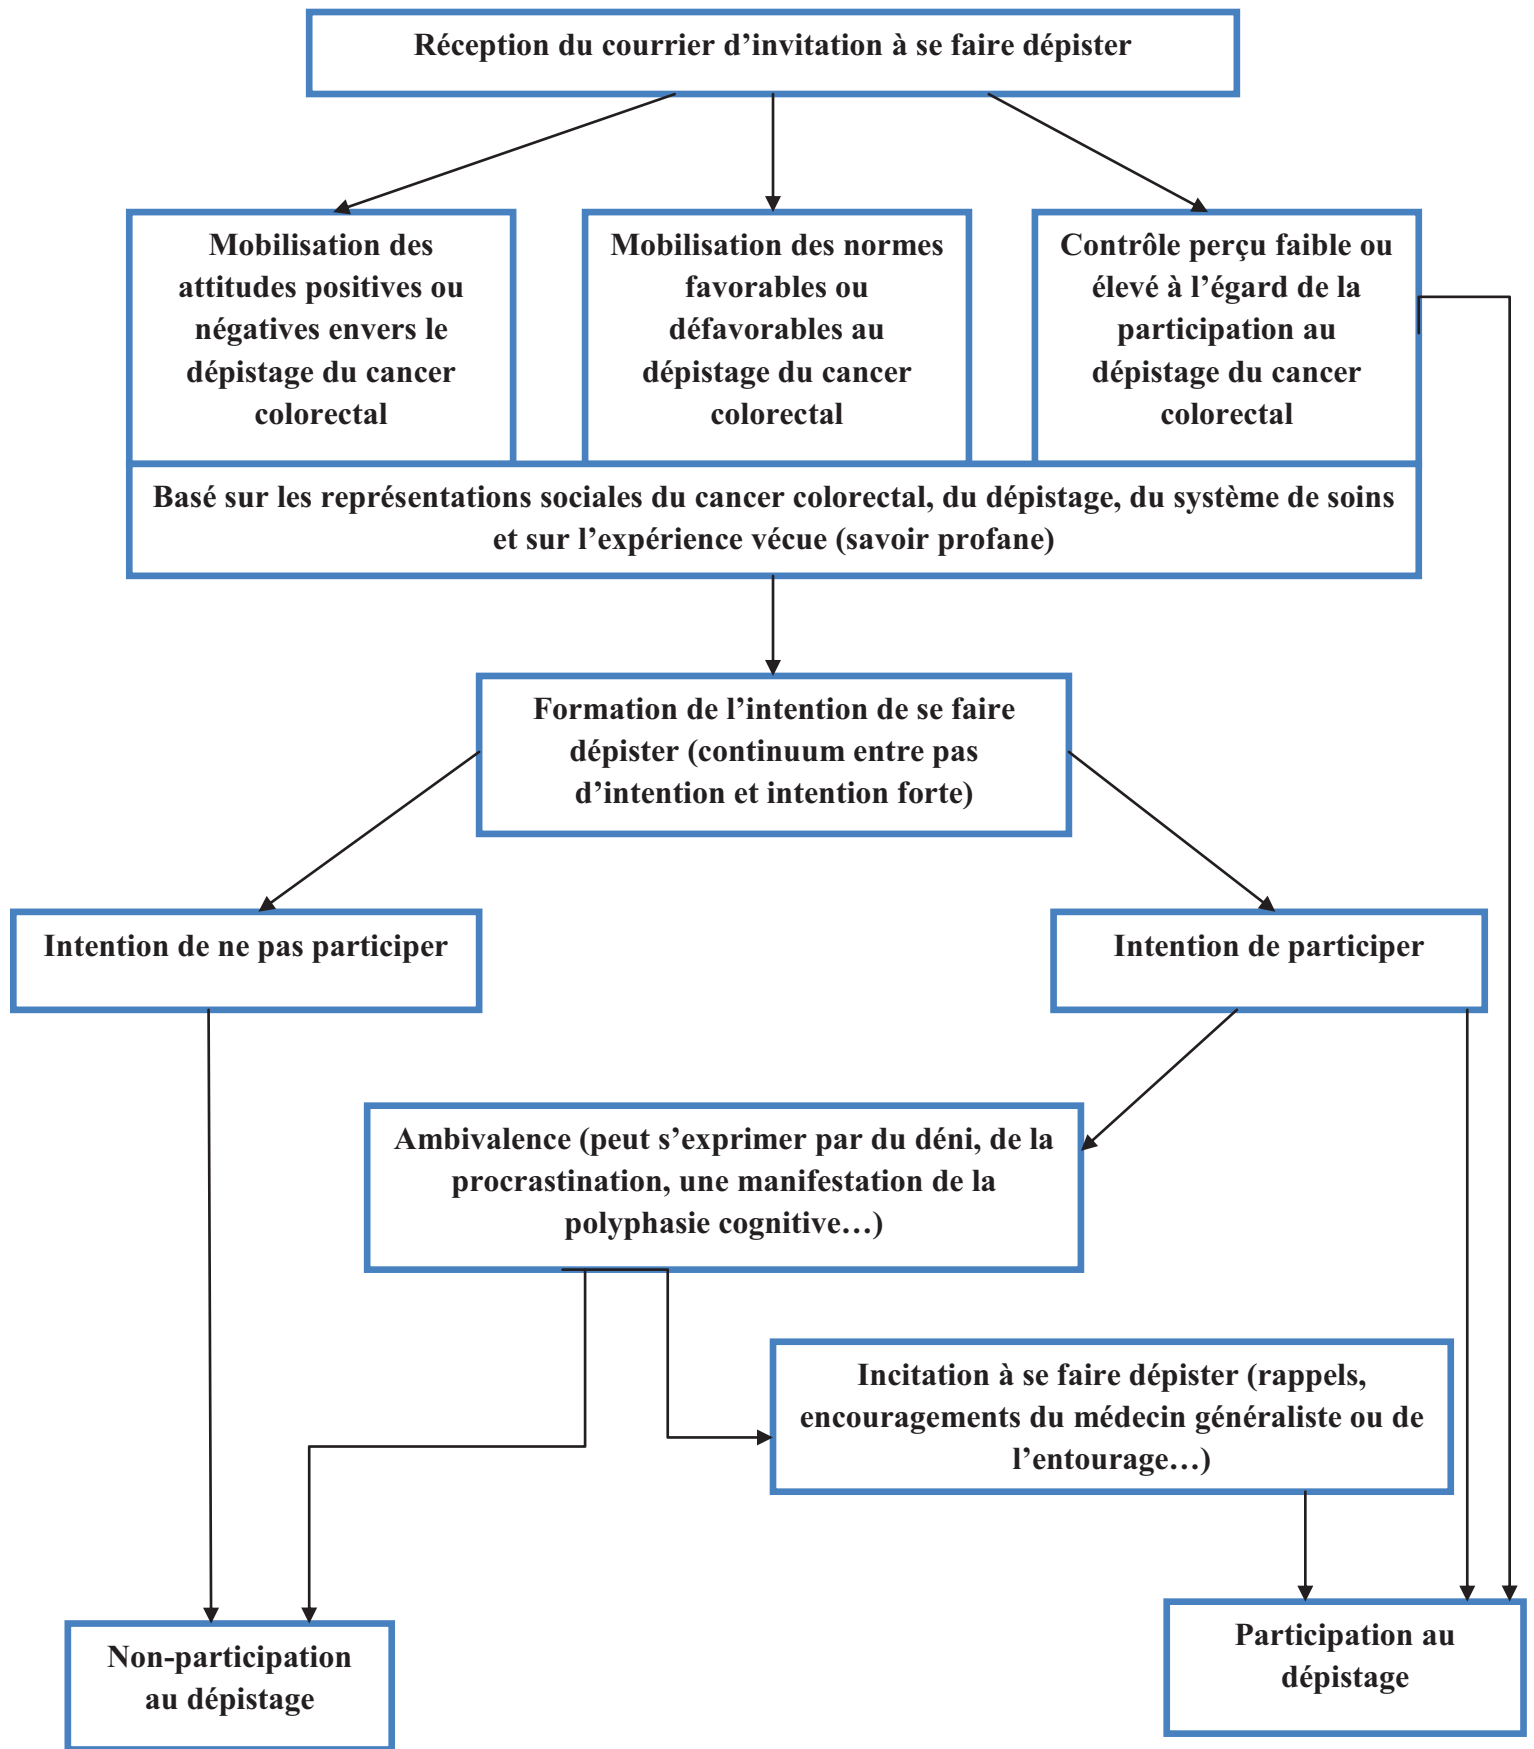 Réception du courrier d’invitation à se faire dépister
Mobilisation des
attitudes positives ou
négatives envers le
dépistage du cancer
colorectal
Mobilisation des normes
favorables ou
défavorables au
dépistage du cancer
colorectal
Contrôle perçu faible ou
élevé à l’égard de la
participation au
dépistage du cancer
colorectal
Basé sur les représentations sociales du cancer colorectal, du dépistage, du système de soins
et sur l’expérience vécue (savoir profane)
Formation de l’intention de se faire
dépister (continuum entre pas
d’intention et intention forte)
Intention de ne pas participer
Intention de participer
Ambivalence (peut s’exprimer par du déni, de la
procrastination, une manifestation de la
polyphasie cognitive…)
Incitation à se faire dépister (rappels,
encouragements du médecin généraliste ou de
l’entourage…)
Non-participation
au dépistage
Participation au
dépistage